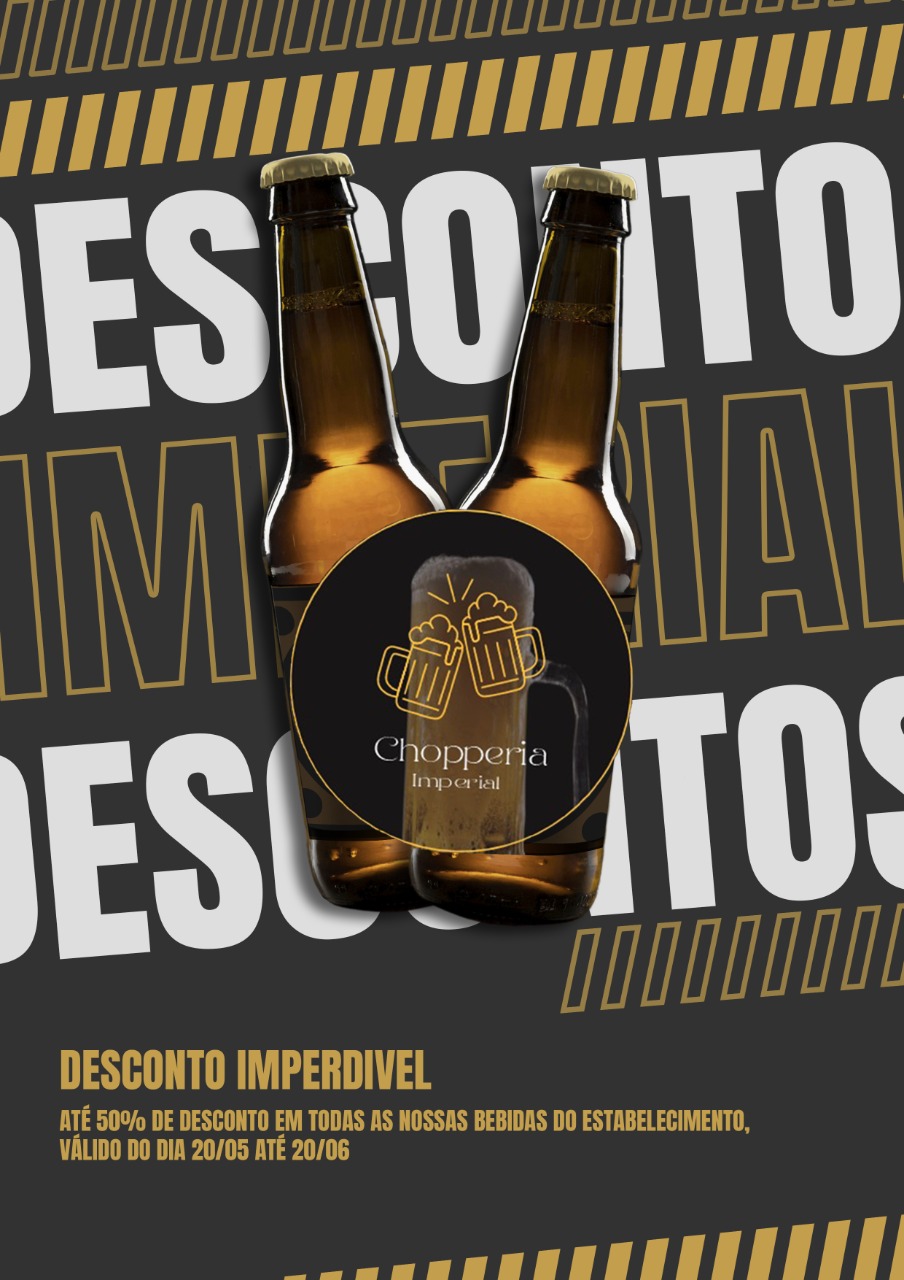 DESCONTO
IMPERIAL
DESCONTOS
Chopperia
Imperial
DESCONTO IMPERDIVEL
ATÉ 50% DE DESCONTO EM TODAS AS NOSSAS BEBIDAS DO ESTABELECIMENTO,
VÁLIDO DO DIA 20/05 ATÉ 20/06